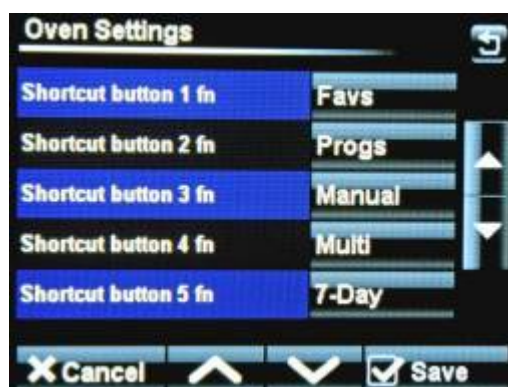 Oven Settings
Shortcut button 1 fn Favs
Shortcut button 2 fn Progs
Shortcut button 3 fn Manual
Shortcut button 4 fn Multi
Shortcut button 5 fn 7-Day
Cancel Save